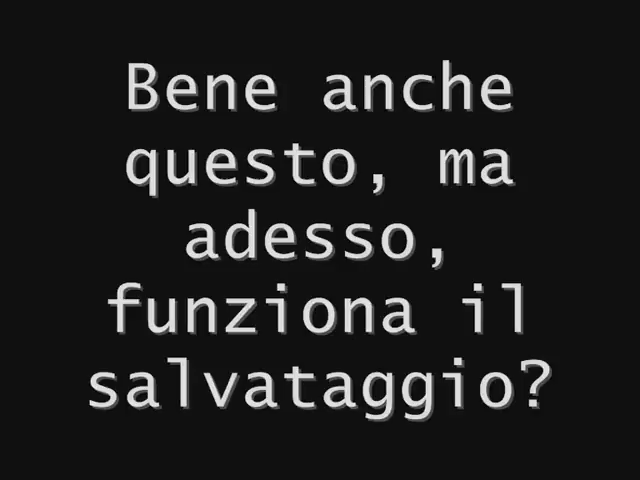 Bene anche
questo, ma
adesso,
funziona il
salvataggio?